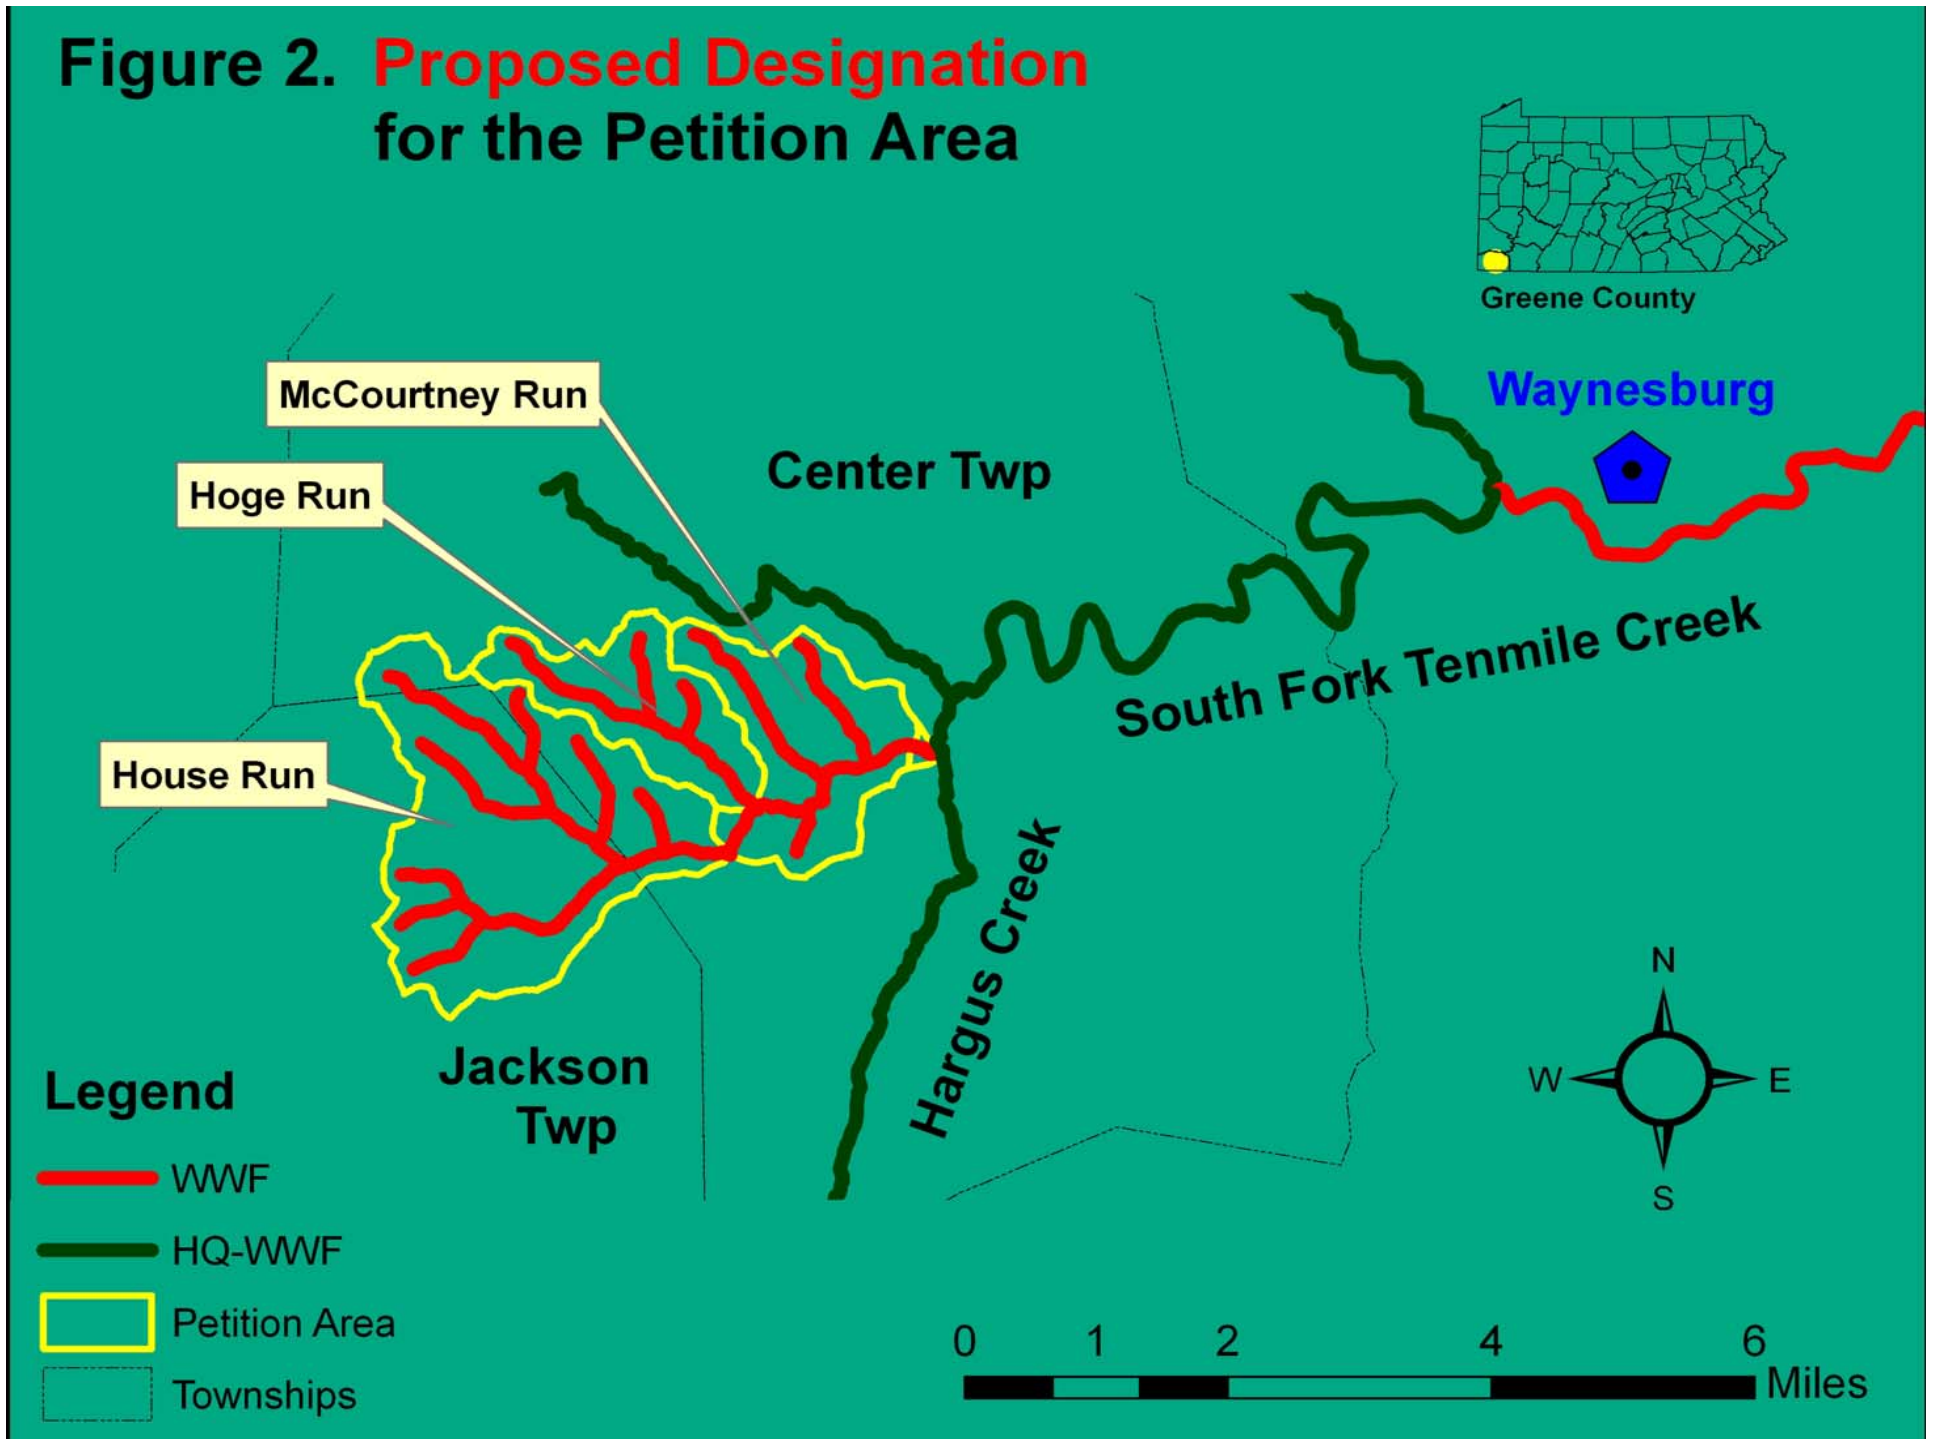 Figure 2. Proposed Designation
for the Petition Area
Greene County
McCourtney Run
Waynesburg
Center Twp
Hoge Run
South Fork Tenmile Creek
House Run
Hargus Creek
Jackson
Twp
N
W E
S
Legend
WWF
HQ-WWF
Petition Area
Townships
0 1 2 4 6
Miles